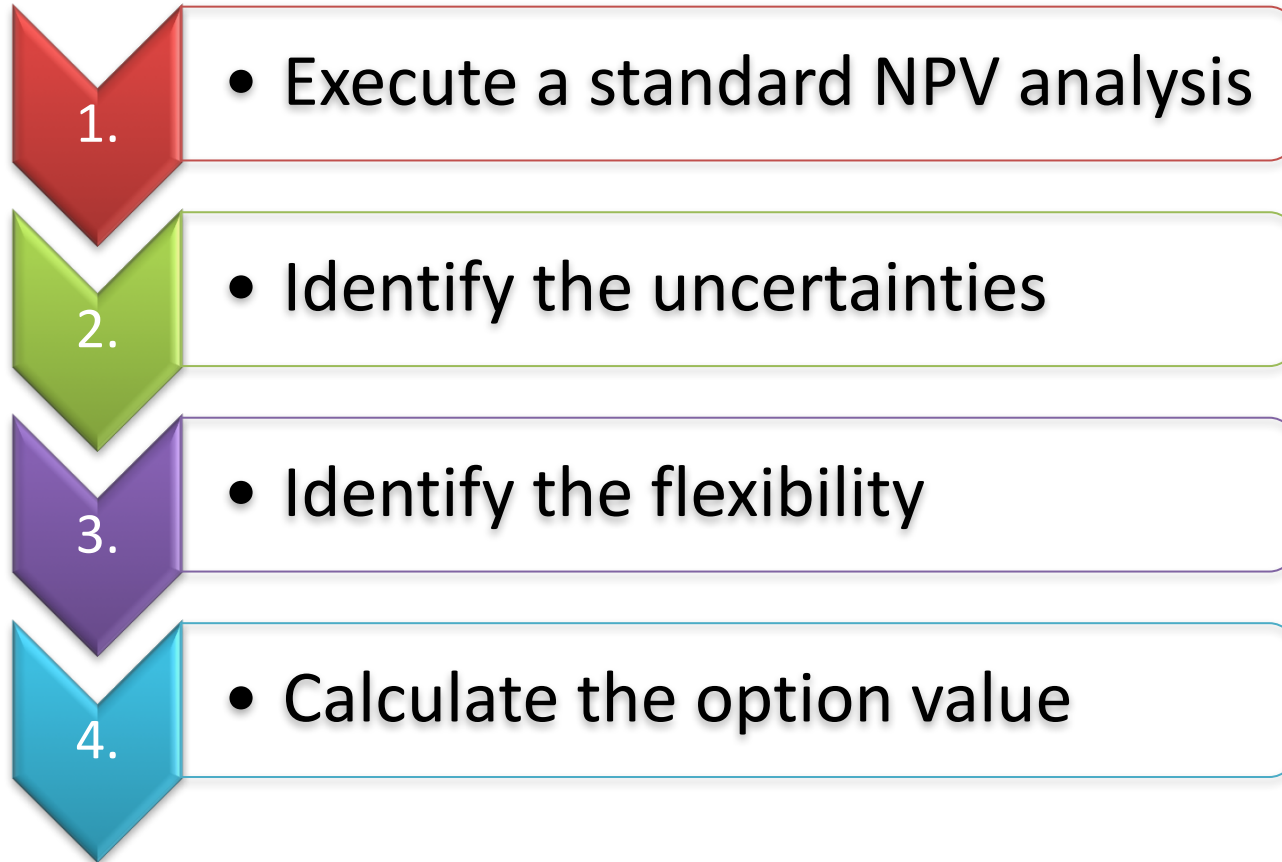 1. • Execute a standard NPV analysis
2. • Identify the uncertainties
3. • Identify the flexibility
4. • Calculate the option value